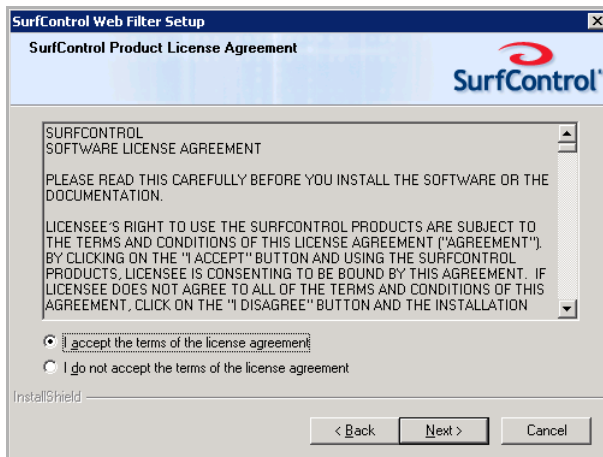 SurfControl Web Filter Setup
SurfControl Product License Agreement
SurfControl
SURFCONTROL
SOFTWARE LICENSE AGREEMENT
PLEASE READ THIS CAREFULLY BEFORE YOU INSTALL THE SOFTWARE OR THE
DOCUMENTATION.
LICENSEE'S RIGHT TO USE THE SURFCONTROL PRODUCTS ARE SUBJECT TO
THE TERMS AND CONDITIONS OF THIS LICENSE AGREEMENT ("AGREEMENT").
BY CLICKING ON THE "I ACCEPT" BUTTON AND USING THE SURFCONTROL
PRODUCTS, LICENSEE IS CONSENTING TO BE BOUND BY THIS AGREEMENT. IF
LICENSEE DOES NOT AGREE TO ALL OF THE TERMS AND CONDITIONS OF THIS
AGREEMENT, CLICK ON THE "I DISAGREE" BUTTON AND THE INSTALLATION
I accept the terms of the license agreement
I do not accept the terms of the license agreement
InstallShield
< Back Next > Cancel